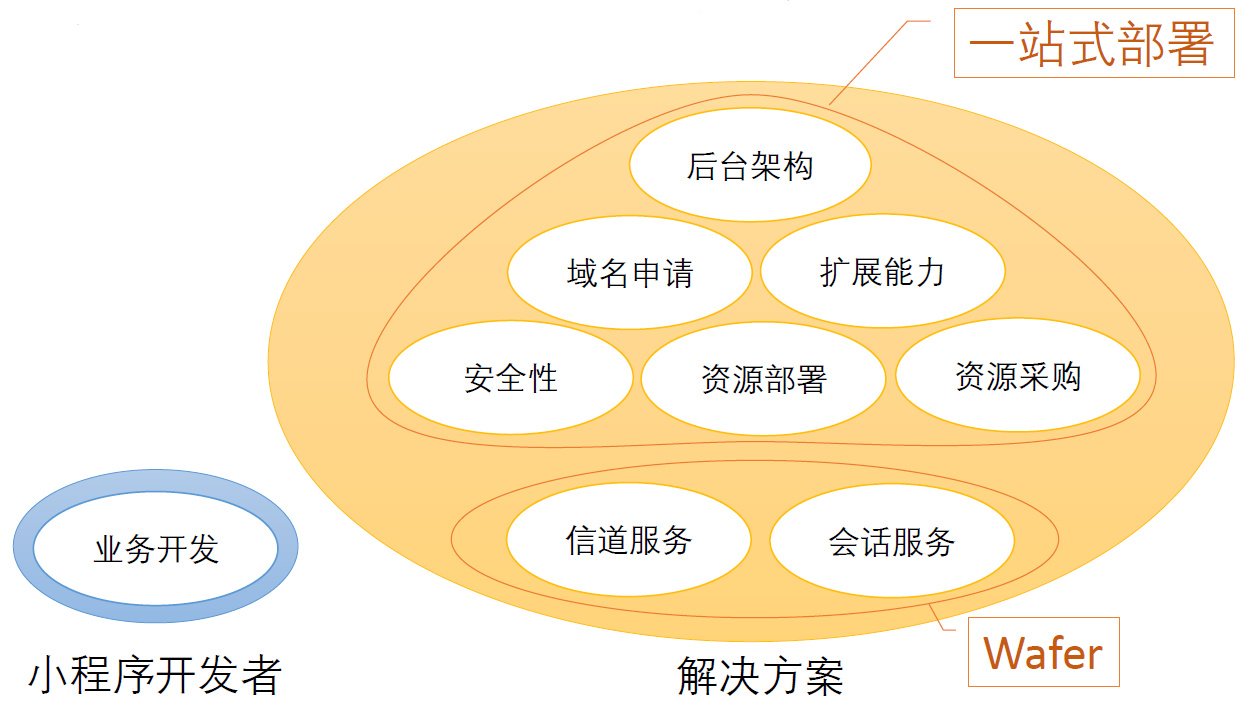 一站式部署
后台架构
域名申请
扩展能力
安全性
资源部署
资源采购
信道服务
会话服务
业务开发
Wafer
小程序开发者
解决方案